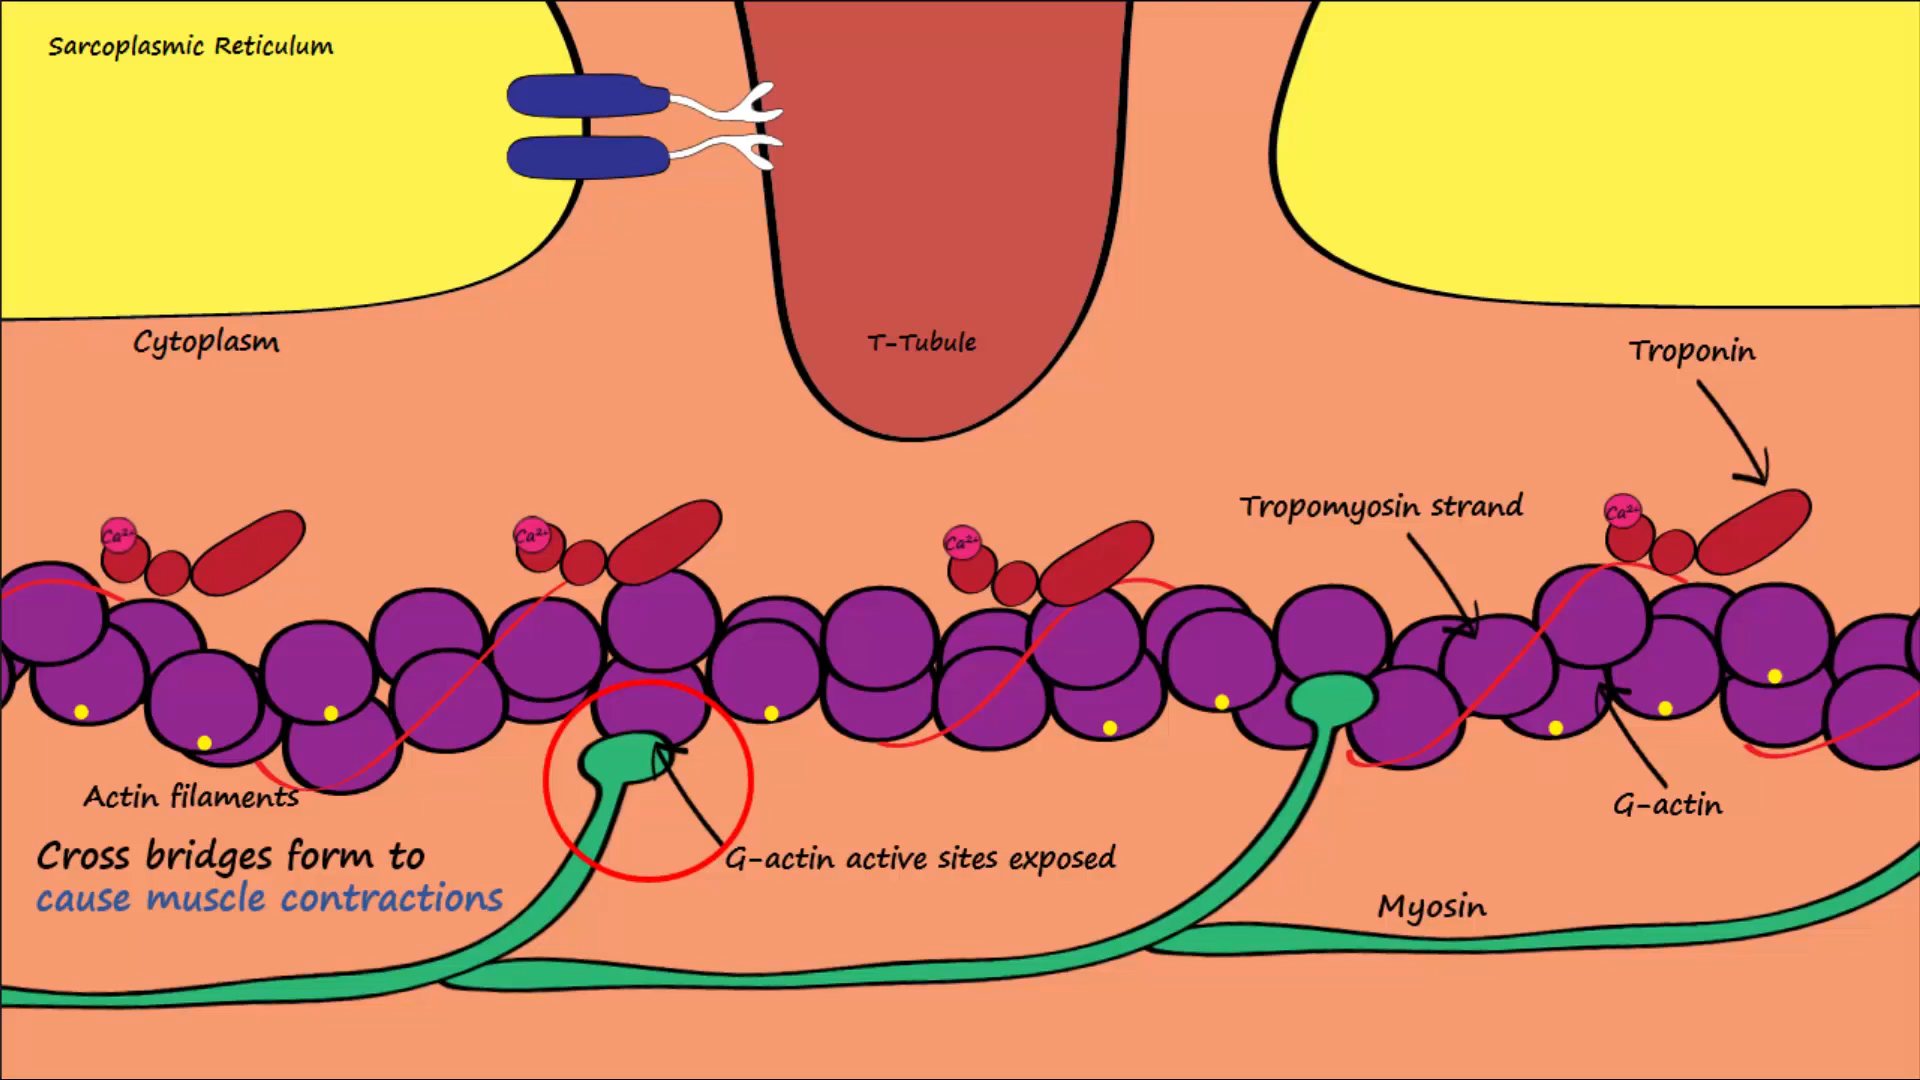 Sarcoplasmic Reticulum
Cytoplasm
T-Tubule
Troponin
Tropomyosin strand
Ca²⁺
Ca²⁺
Ca²⁺
Ca²⁺
Actin filaments
G-actin
Cross bridges form to
cause muscle contractions
G-actin active sites exposed
Myosin